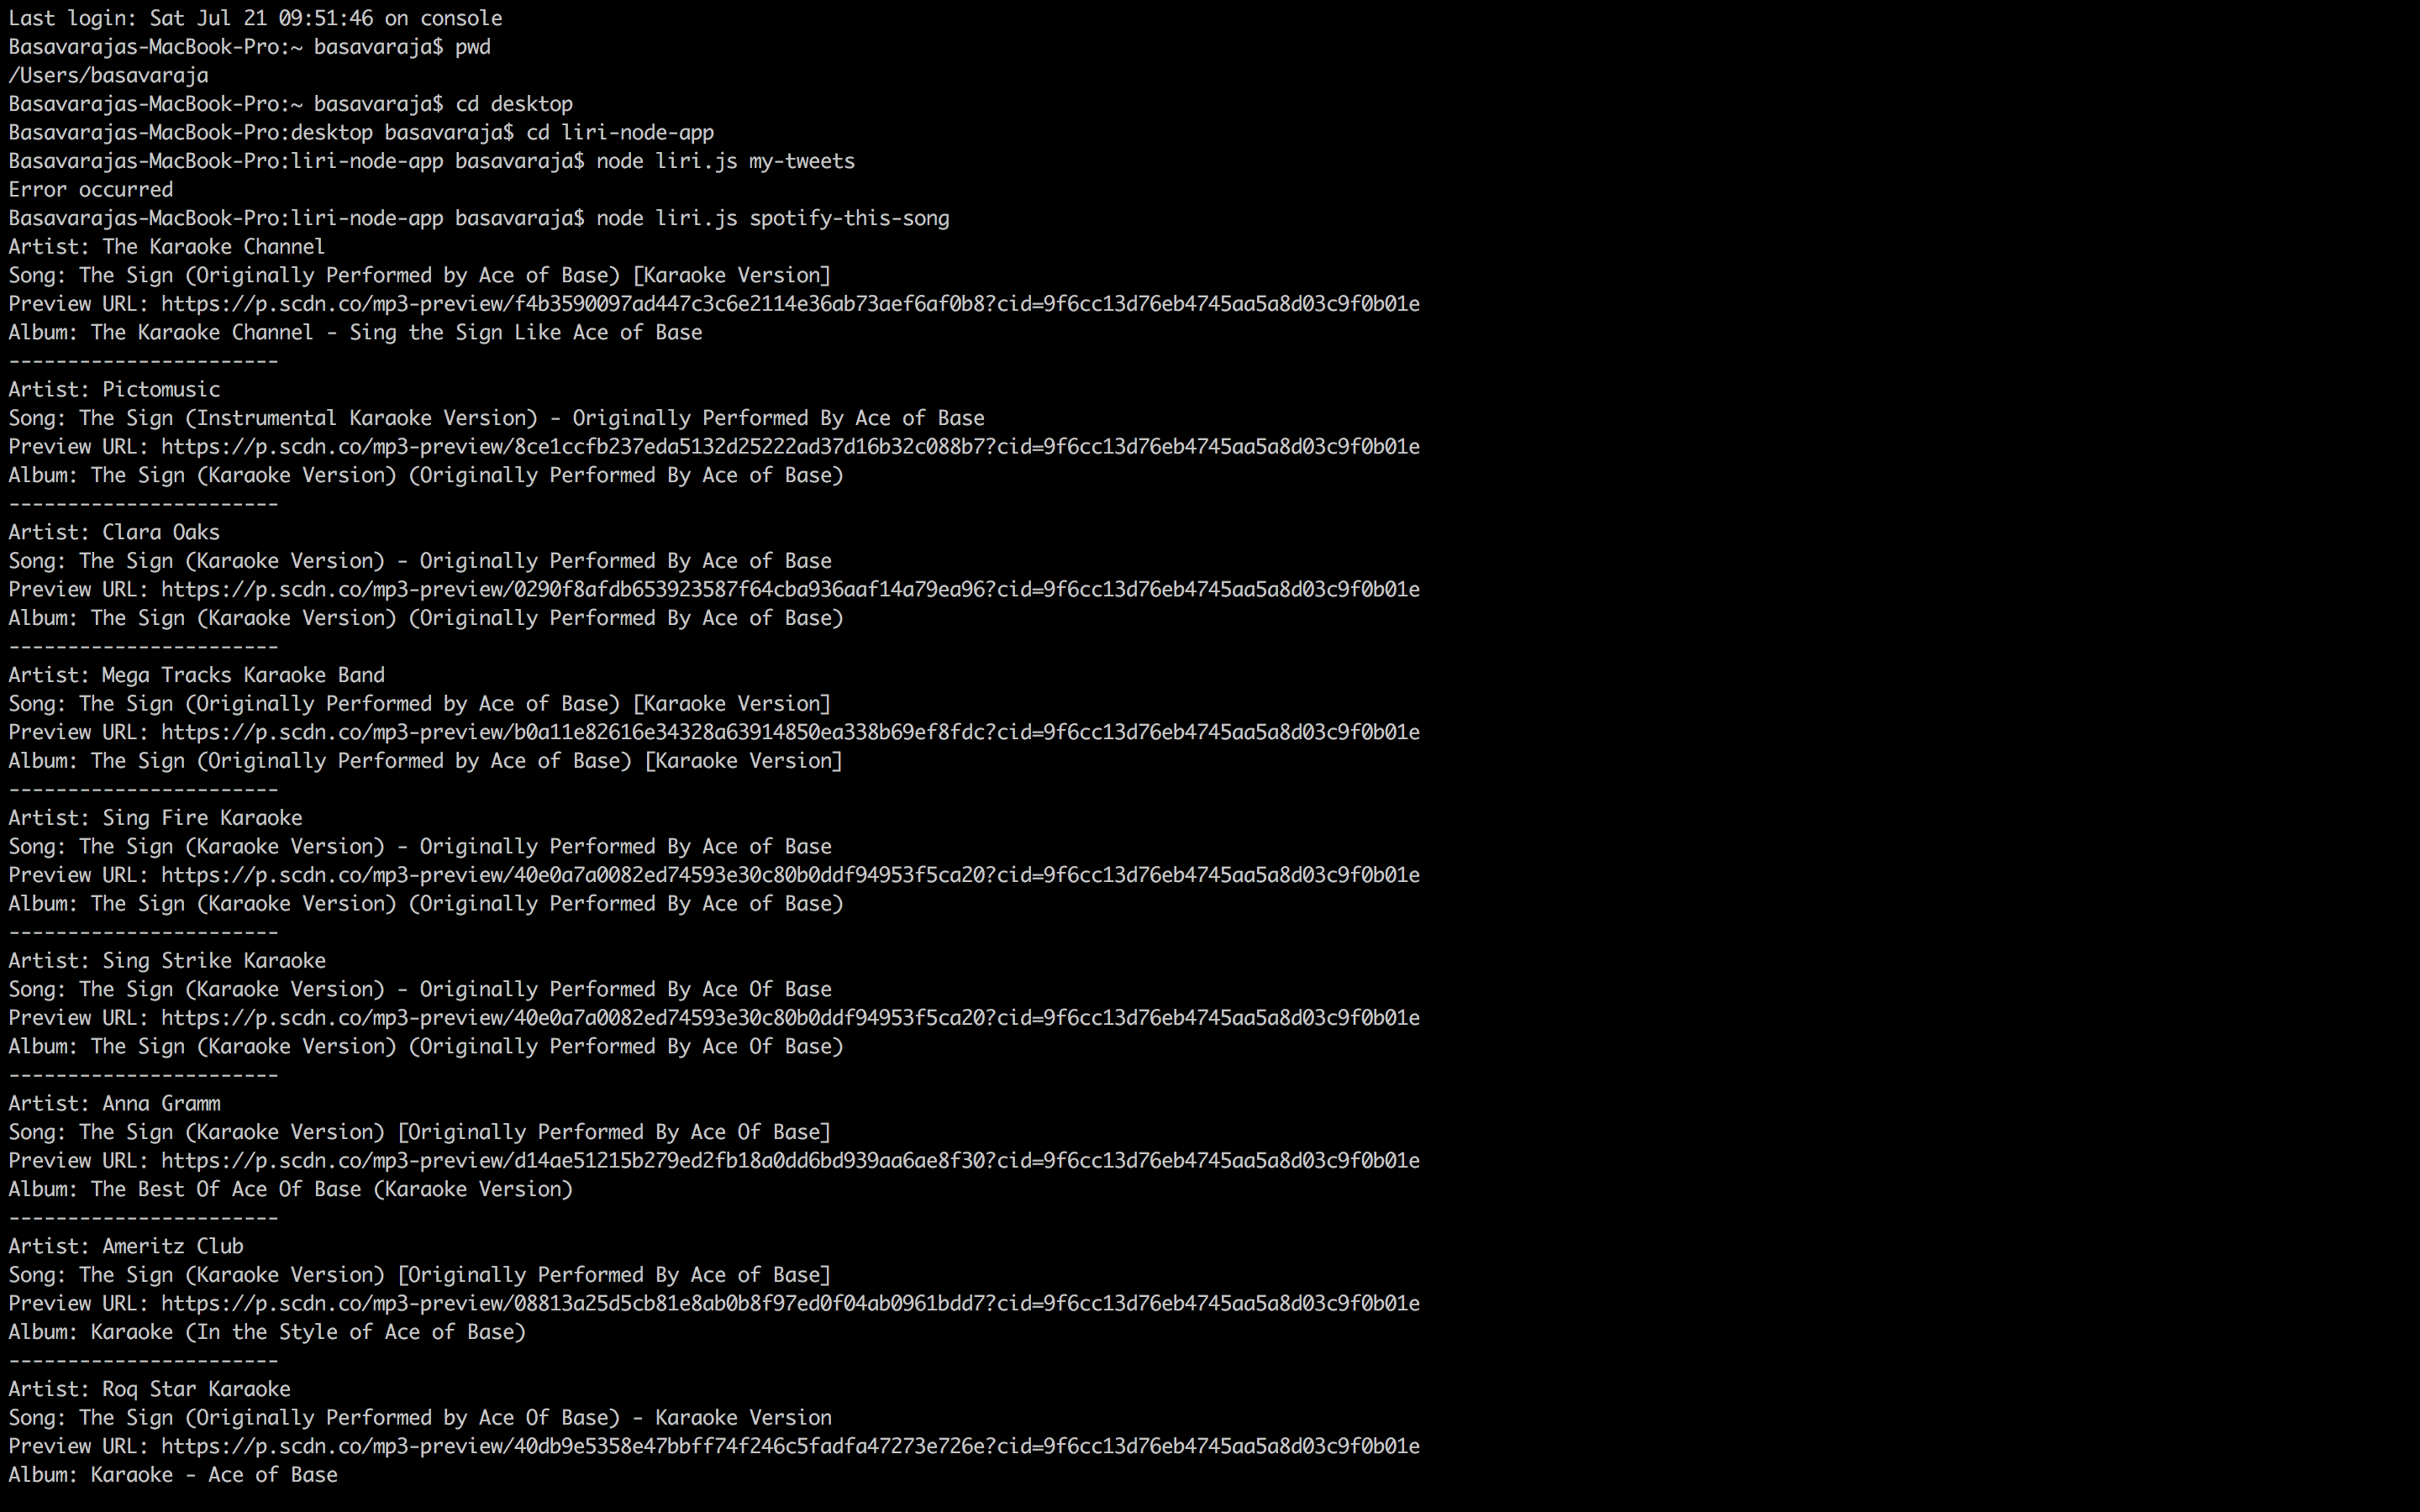 Last login: Sat Jul 21 09:51:46 on console
Basavarajas-MacBook-Pro:~ basavaraja$ pwd
/Users/basavaraja
Basavarajas-MacBook-Pro:~ basavaraja$ cd desktop
Basavarajas-MacBook-Pro:desktop basavaraja$ cd liri-node-app
Basavarajas-MacBook-Pro:liri-node-app basavaraja$ node liri.js my-tweets
Error occurred
Basavarajas-MacBook-Pro:liri-node-app basavaraja$ node liri.js spotify-this-song
Artist: The Karaoke Channel
Song: The Sign (Originally Performed by Ace of Base) [Karaoke Version]
Preview URL: https://p.scdn.co/mp3-preview/f4b3590097ad447c3c6e2114e36ab73aef6af0b8?cid=9f6cc13d76eb4745aa5a8d03c9f0b01e
Album: The Karaoke Channel - Sing the Sign Like Ace of Base
-----------------------
Artist: Pictomusic
Song: The Sign (Instrumental Karaoke Version) - Originally Performed By Ace of Base
Preview URL: https://p.scdn.co/mp3-preview/8ce1ccfb237eda5132d25222ad37d16b32c088b7?cid=9f6cc13d76eb4745aa5a8d03c9f0b01e
Album: The Sign (Karaoke Version) (Originally Performed By Ace of Base)
-----------------------
Artist: Clara Oaks
Song: The Sign (Karaoke Version) - Originally Performed By Ace of Base
Preview URL: https://p.scdn.co/mp3-preview/0290f8afdb653923587f64cba936aaf14a79ea96?cid=9f6cc13d76eb4745aa5a8d03c9f0b01e
Album: The Sign (Karaoke Version) (Originally Performed By Ace of Base)
-----------------------
Artist: Mega Tracks Karaoke Band
Song: The Sign (Originally Performed by Ace of Base) [Karaoke Version]
Preview URL: https://p.scdn.co/mp3-preview/b0a11e82616e34328a63914850ea338b69ef8fdc?cid=9f6cc13d76eb4745aa5a8d03c9f0b01e
Album: The Sign (Originally Performed by Ace of Base) [Karaoke Version]
-----------------------
Artist: Sing Fire Karaoke
Song: The Sign (Karaoke Version) - Originally Performed By Ace of Base
Preview URL: https://p.scdn.co/mp3-preview/40e0a7a0082ed74593e30c80b0ddf94953f5ca20?cid=9f6cc13d76eb4745aa5a8d03c9f0b01e
Album: The Sign (Karaoke Version) (Originally Performed By Ace of Base)
-----------------------
Artist: Sing Strike Karaoke
Song: The Sign (Karaoke Version) - Originally Performed By Ace Of Base
Preview URL: https://p.scdn.co/mp3-preview/40e0a7a0082ed74593e30c80b0ddf94953f5ca20?cid=9f6cc13d76eb4745aa5a8d03c9f0b01e
Album: The Sign (Karaoke Version) (Originally Performed By Ace Of Base)
-----------------------
Artist: Anna Gramm
Song: The Sign (Karaoke Version) [Originally Performed By Ace Of Base]
Preview URL: https://p.scdn.co/mp3-preview/d14ae51215b279ed2fb18a0dd6bd939aa6ae8f30?cid=9f6cc13d76eb4745aa5a8d03c9f0b01e
Album: The Best Of Ace Of Base (Karaoke Version)
-----------------------
Artist: Ameritz Club
Song: The Sign (Karaoke Version) [Originally Performed By Ace of Base]
Preview URL: https://p.scdn.co/mp3-preview/08813a25d5cb81e8ab0b8f97ed0f04ab0961bdd7?cid=9f6cc13d76eb4745aa5a8d03c9f0b01e
Album: Karaoke (In the Style of Ace of Base)
-----------------------
Artist: Roq Star Karaoke
Song: The Sign (Originally Performed by Ace Of Base) - Karaoke Version
Preview URL: https://p.scdn.co/mp3-preview/40db9e5358e47bbff74f246c5fadfa47273e726e?cid=9f6cc13d76eb4745aa5a8d03c9f0b01e
Album: Karaoke - Ace of Base